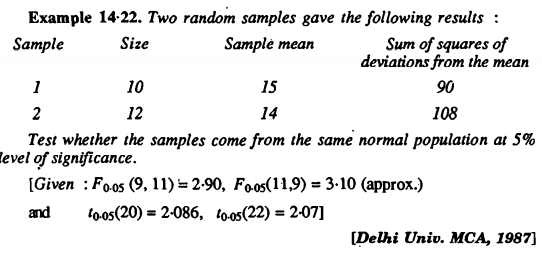 Example 14·22. Two random samples gave the following results :
Sample Size Sample mean Sum of squares of
deviations from the mean
1 10 15 90
2 12 14 108
Test whether the samples come from the same normal population at 5%
level of significance.
[Given : F0·05 (9, 11) = 2·90, F0·05(11,9) = 3·10 (approx.)
and t0·05(20) = 2·086, t0·05(22) = 2·07]
[Delhi Univ. MCA, 1987]